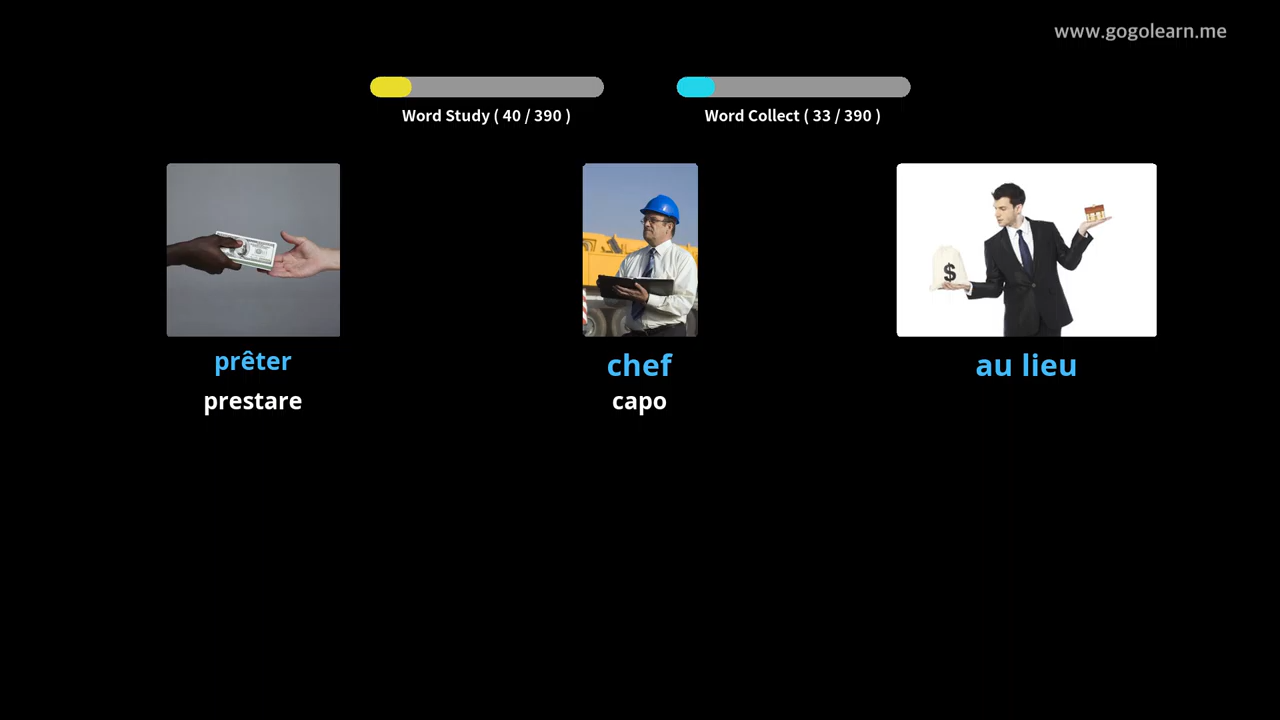 www.gogolearn.me
Word Study ( 40 / 390 )
Word Collect ( 33 / 390 )
prêter
prestare
chef
capo
au lieu
$